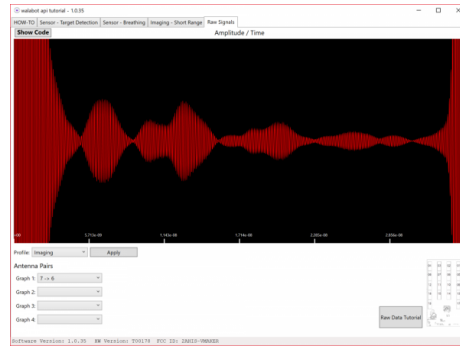 walabot api tutorial - 1.0.35
HOW-TO Sensor - Target Detection Sensor - Breathing Imaging - Short Range Raw Signals
Show Code Amplitude / Time
Profile: Imaging Apply
Antenna Pairs
Graph 1: 7 -> 6
Graph 2:
Graph 3:
Graph 4:
Raw Data Tutorial
Software Version: 1.0.35